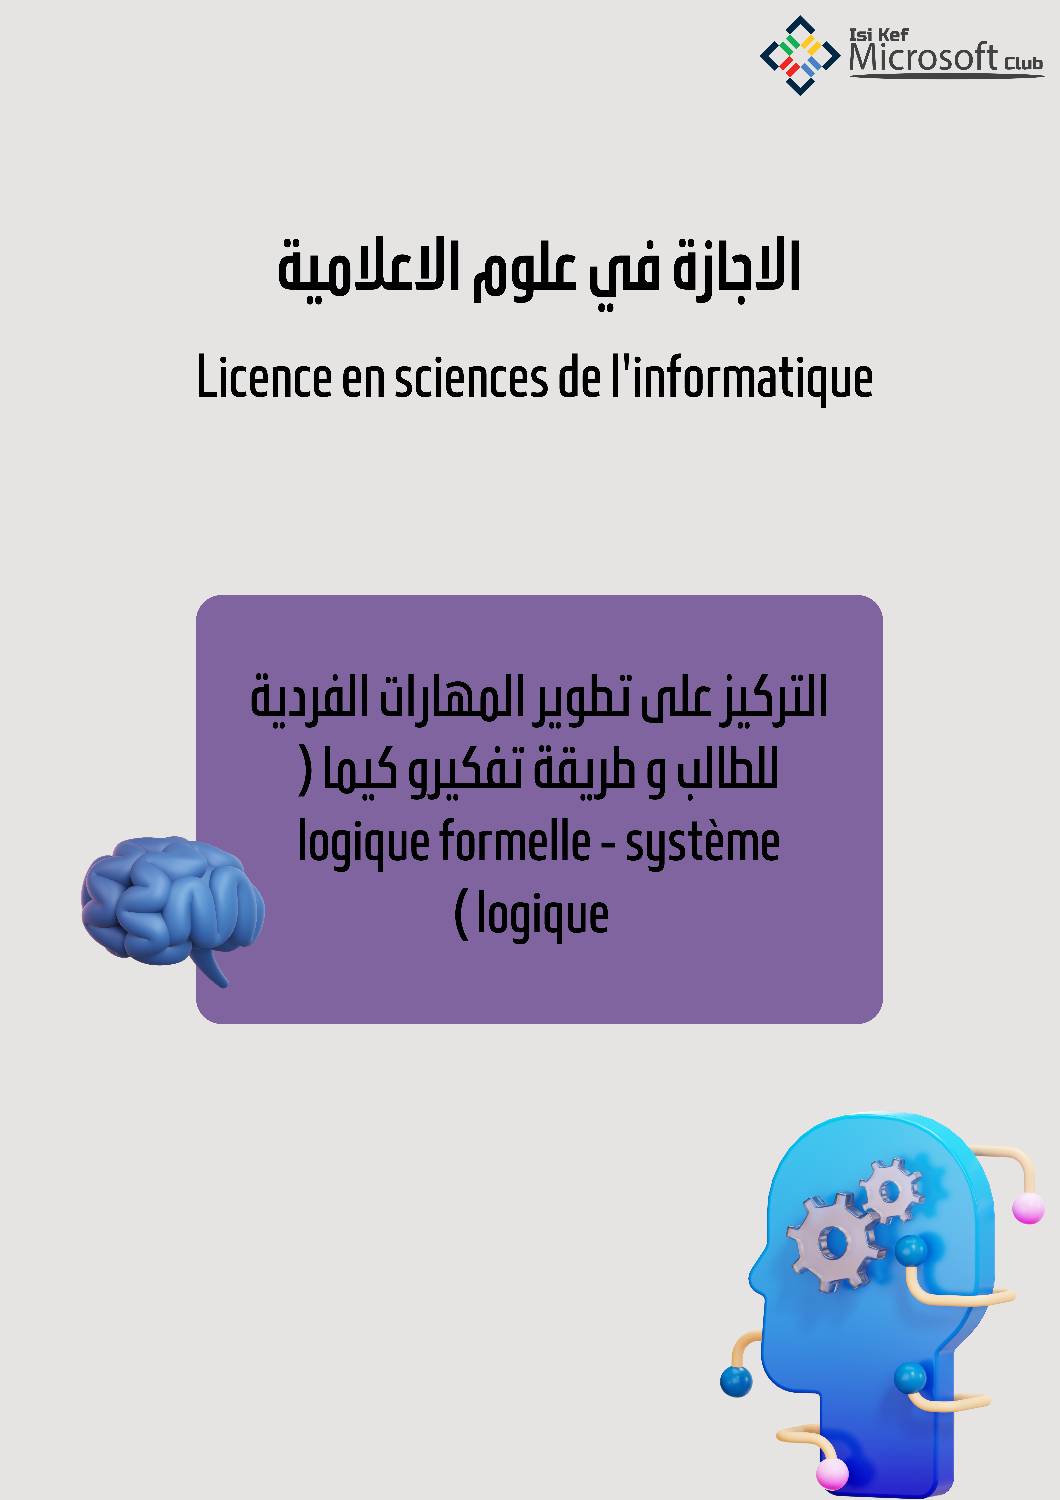 Isi Kef
Microsoft Club
الاجازة في علوم الاعلامية
Licence en sciences de l'informatique
التركيز على تطوير المهارات الفردية
للطالب و طريقة تفكيرو كيما (
logique formelle - système
logique )